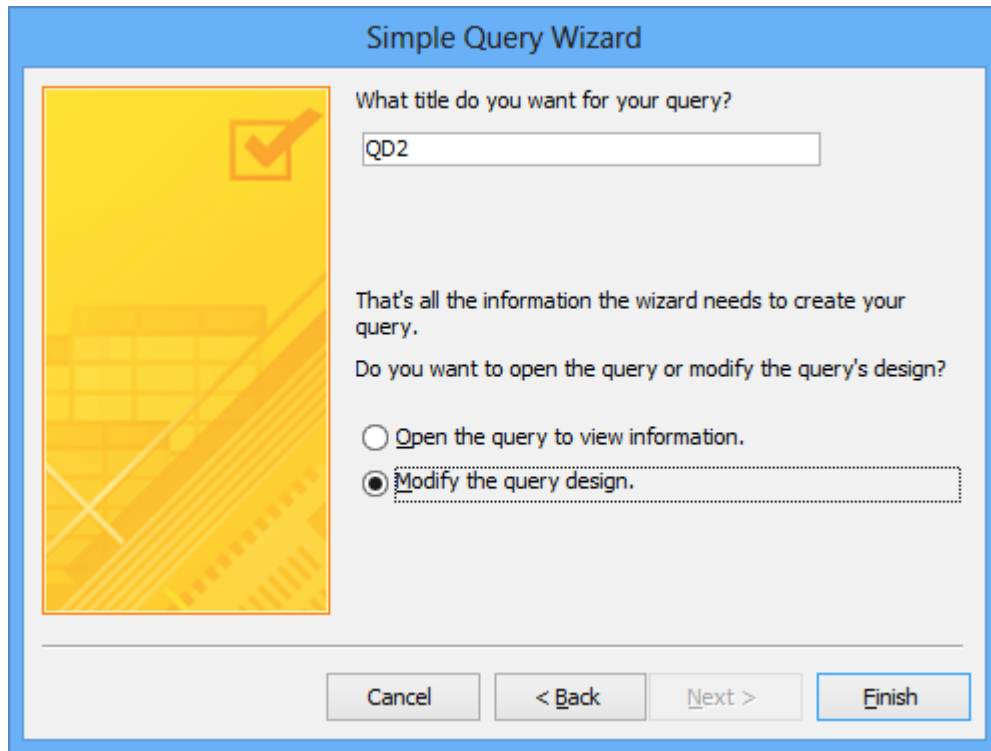 Simple Query Wizard
What title do you want for your query?
QD2
That's all the information the wizard needs to create your
query.
Do you want to open the query or modify the query's design?
Open the query to view information.
Modify the query design.
Cancel
< Back
Next >
Finish